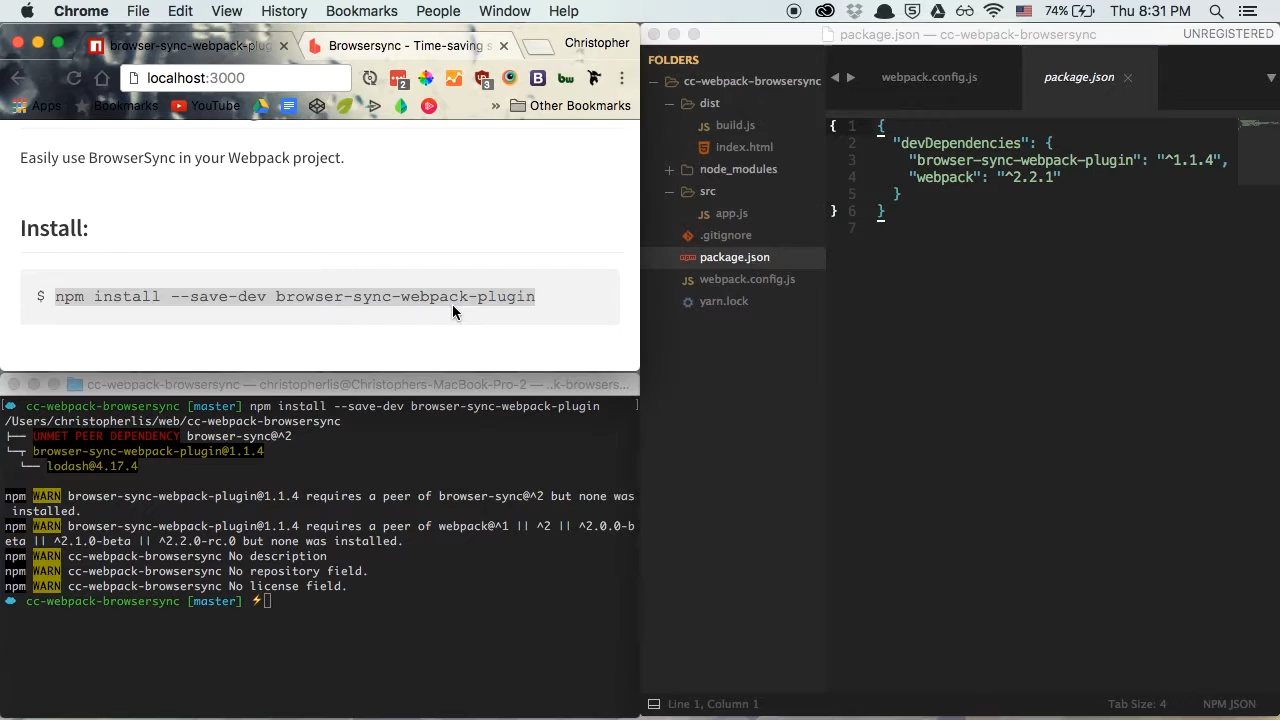 Chrome File Edit View History Bookmarks People Window Help 74% Thu 8:31 PM
browser-sync-webpack-plug Browsersync - Time-saving s Christopher
localhost:3000
2 3 B bw
Apps Bookmarks YouTube » Other Bookmarks
Easily use BrowserSync in your Webpack project.
Install:
$ npm install --save-dev browser-sync-webpack-plugin
cc-webpack-browsersync — christopherlis@Christophers-MacBook-Pro-2 — ..k-browsers...
cc-webpack-browsersync [master] npm install --save-dev browser-sync-webpack-plugin
/Users/christopherlis/web/cc-webpack-browsersync
├── UNMET PEER DEPENDENCY browser-sync@^2
└─┬ browser-sync-webpack-plugin@1.1.4
└── lodash@4.17.4
npm WARN browser-sync-webpack-plugin@1.1.4 requires a peer of browser-sync@^2 but none was
installed.
npm WARN browser-sync-webpack-plugin@1.1.4 requires a peer of webpack@^1 || ^2 || ^2.0.0-b
eta || ^2.1.0-beta || ^2.2.0-rc.0 but none was installed.
npm WARN cc-webpack-browsersync No description
npm WARN cc-webpack-browsersync No repository field.
npm WARN cc-webpack-browsersync No license field.
cc-webpack-browsersync [master] ⚡
package.json — cc-webpack-browsersync UNREGISTERED
FOLDERS
cc-webpack-browsersync
dist
JS build.js
index.html
node_modules
src
JS app.js
.gitignore
package.json
JS webpack.config.js
yarn.lock
webpack.config.js package.json
{ 1 {
2 "devDependencies": {
3 "browser-sync-webpack-plugin": "^1.1.4",
4 "webpack": "^2.2.1"
5 }
} 6 }
7
Line 1, Column 1 Tab Size: 4 NPM JSON